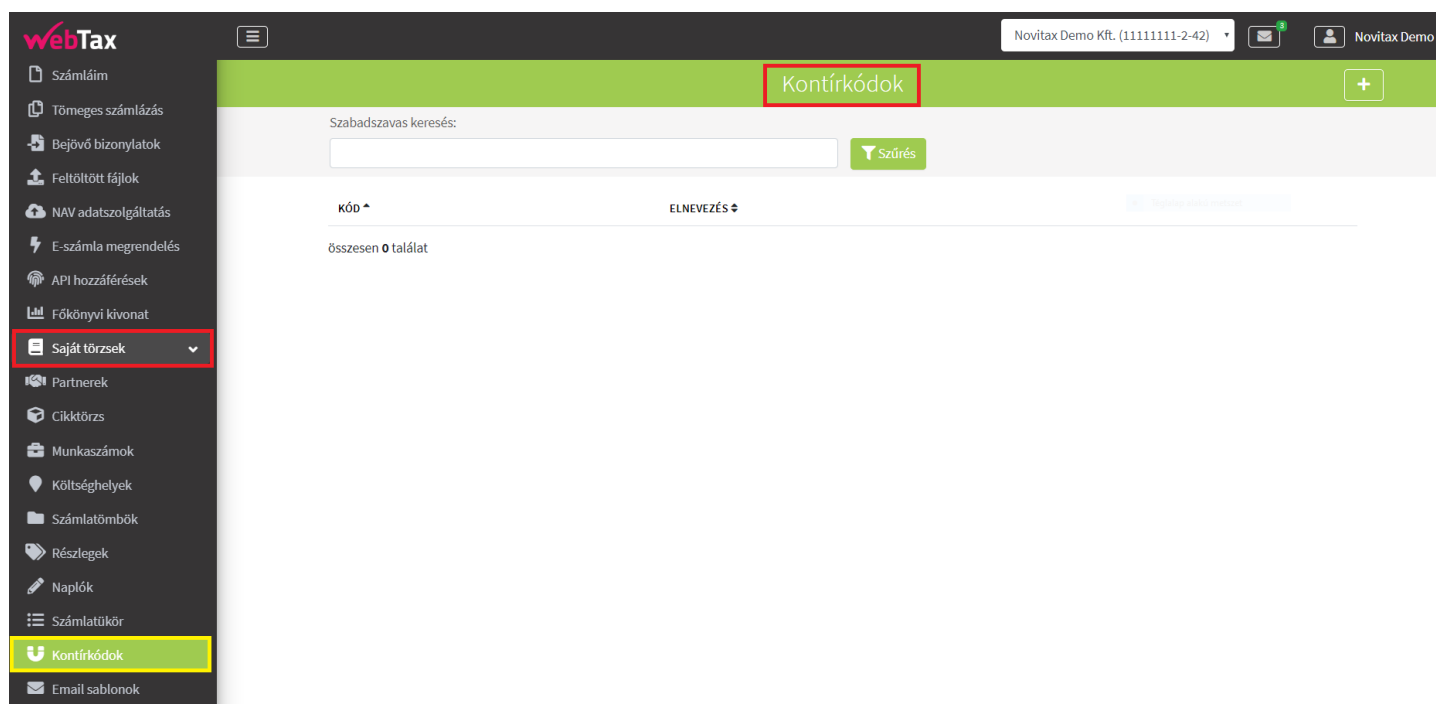 webTax
Novitax Demo Kft. (11111111-2-42)
3
Novitax Demo
Számláim
Tömeges számlázás
Bejövő bizonylatok
Feltöltött fájlok
NAV adatszolgáltatás
E-számla megrendelés
API hozzáférések
Főkönyvi kivonat
Saját törzsek
Partnerek
Cikktörzs
Munkaszámok
Költséghelyek
Számlatömbök
Részlegek
Naplók
Számlatükör
Kontírkódok
Email sablonok
Kontírkódok
+
Szabadszavas keresés:
Szűrés
KÓD ELNEVEZÉS
összesen 0 találat